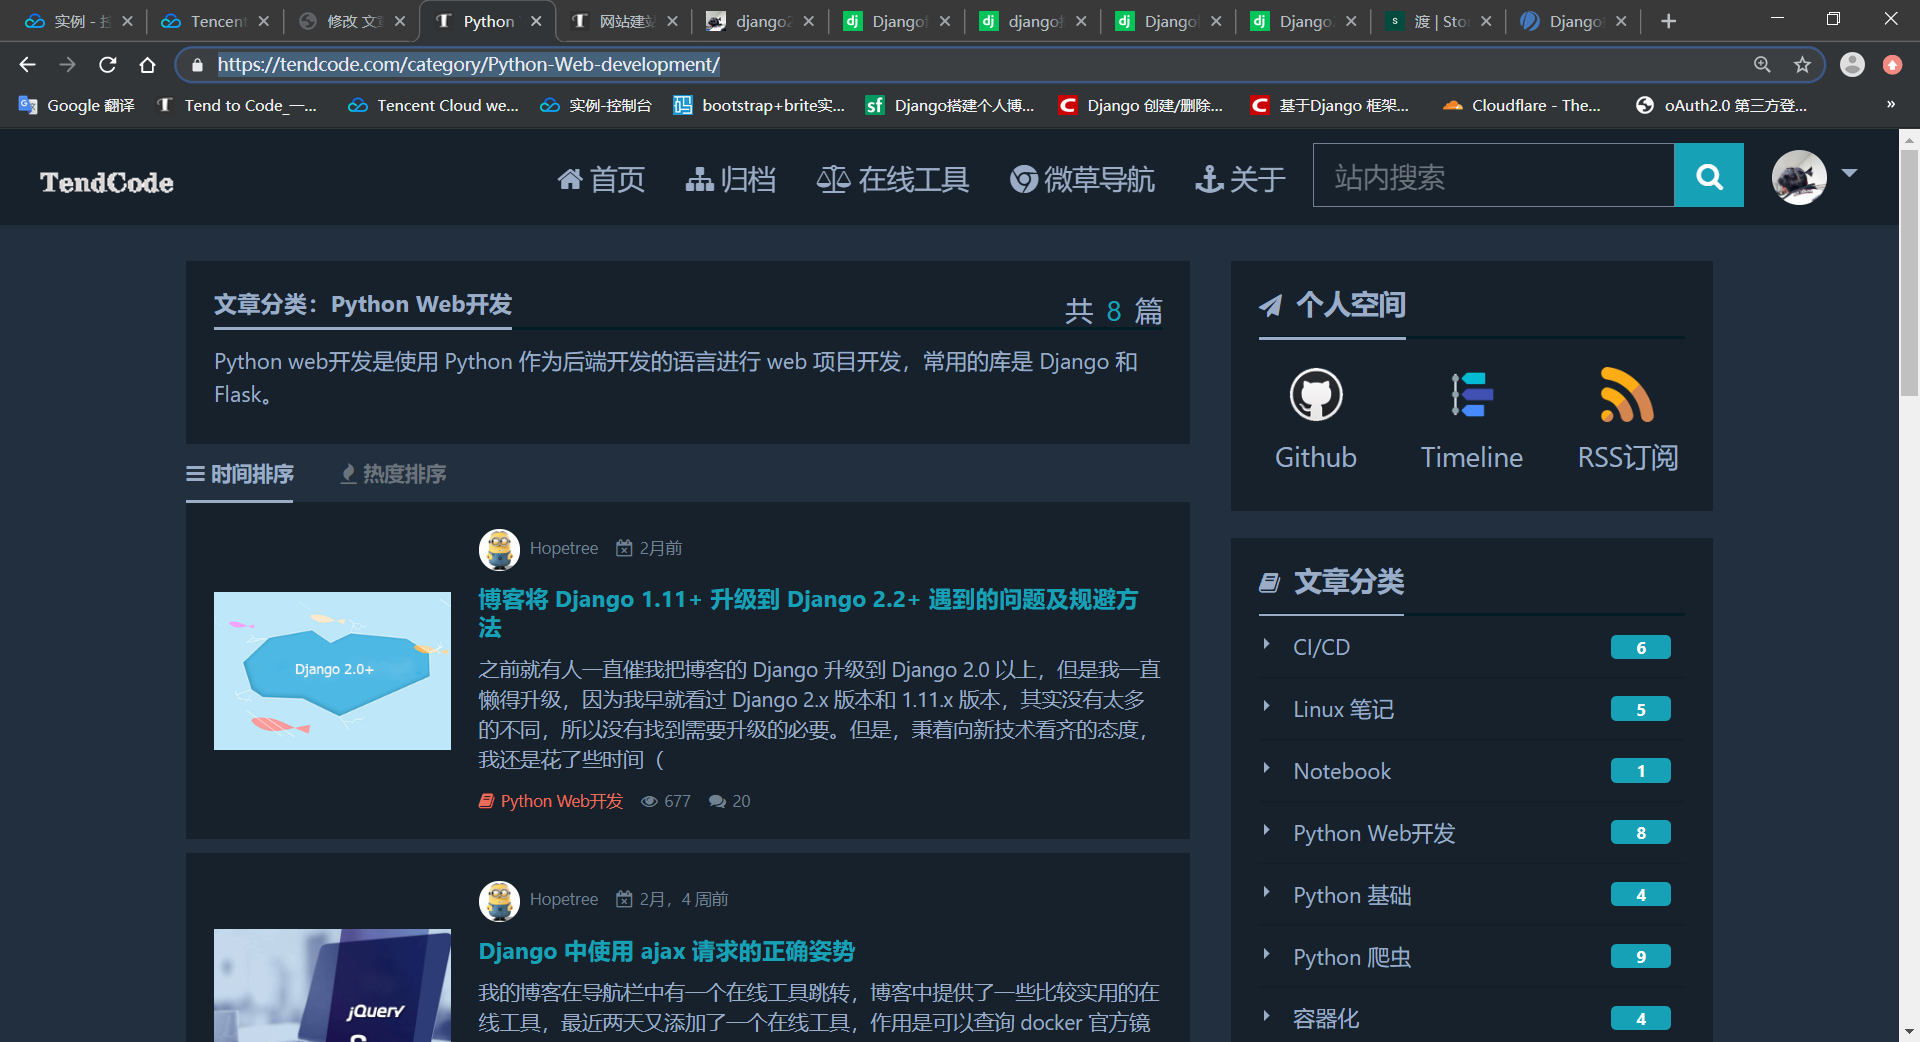 实例 - 控
Tencent
修改 文章
Python
网站建站
django2
Django
django
Django
Django
渡 | Sto
Django
https://tendcode.com/category/Python-Web-development/
Google 翻译
Tend to Code_一...
Tencent Cloud we...
实例-控制台
bootstrap+brite实...
Django搭建个人博...
Django 创建/删除...
基于Django 框架...
Cloudflare - The...
oAuth2.0 第三方登...
»
TendCode
首页
归档
在线工具
微草导航
关于
站内搜索
文章分类：Python Web开发
共 8 篇
Python web开发是使用 Python 作为后端开发的语言进行 web 项目开发，常用的库是 Django 和
Flask。
时间排序
热度排序
Hopetree 2月前
Django 2.0+
博客将 Django 1.11+ 升级到 Django 2.2+ 遇到的问题及规避方
法
之前就有人一直催我把博客的 Django 升级到 Django 2.0 以上，但是我一直
懒得升级，因为我早就看过 Django 2.x 版本和 1.11.x 版本，其实没有太多
的不同，所以没有找到需要升级的必要。但是，秉着向新技术看齐的态度，
我还是花了些时间（
Python Web开发 677 20
Hopetree 2月，4 周前
jQuery
Django 中使用 ajax 请求的正确姿势
我的博客在导航栏中有一个在线工具跳转，博客中提供了一些比较实用的在
线工具，最近两天又添加了一个在线工具，作用是可以查询 docker 官方镜
个人空间
Github
Timeline
RSS订阅
文章分类
CI/CD 6
Linux 笔记 5
Notebook 1
Python Web开发 8
Python 基础 4
Python 爬虫 9
容器化 4